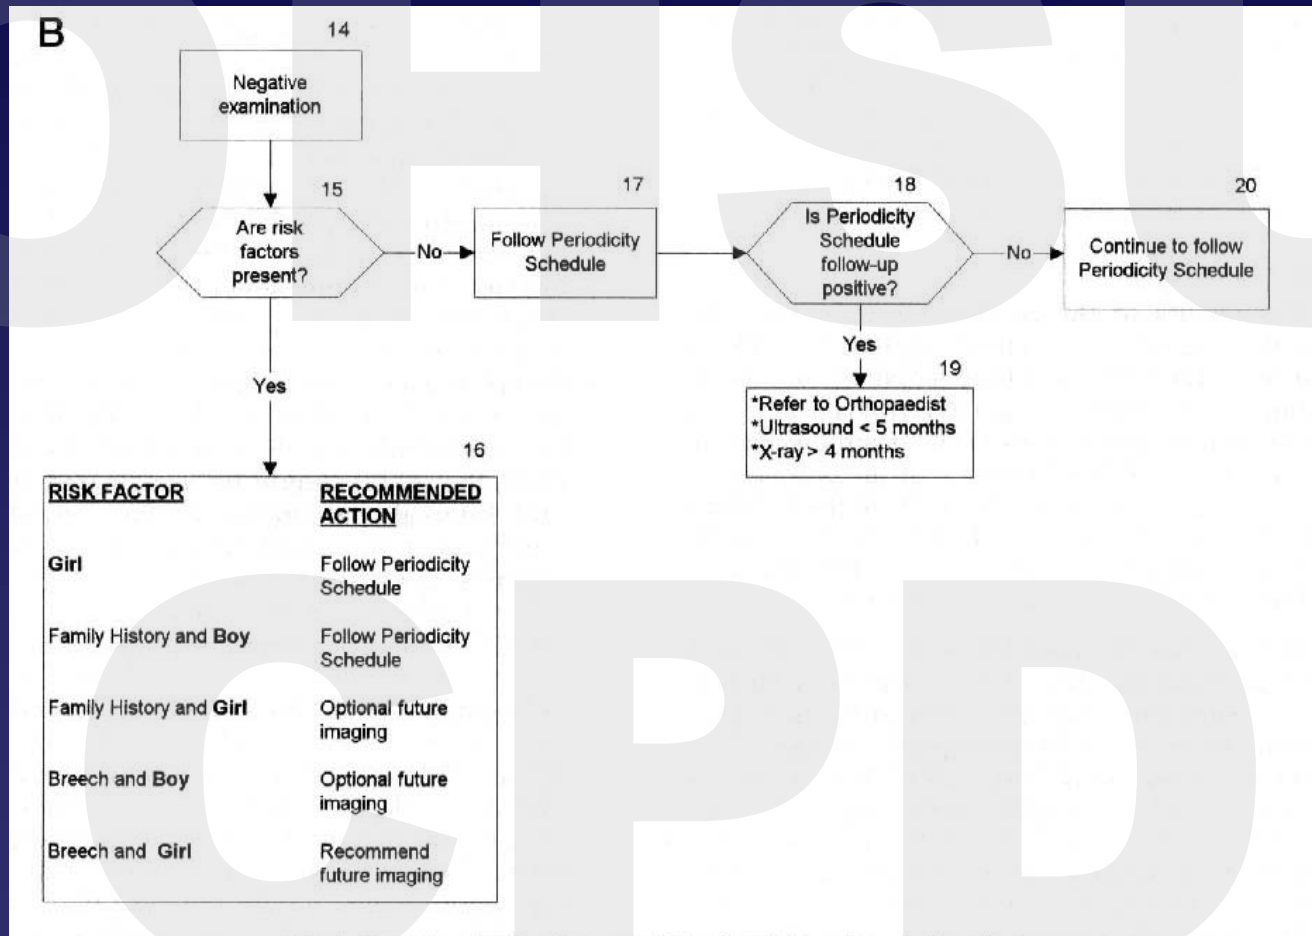 B
14
Negative
examination
15
Are risk
factors
present?
No
17
Follow Periodicity
Schedule
18
Is Periodicity
Schedule
follow-up
positive?
No
20
Continue to follow
Periodicity Schedule
Yes
19
*Refer to Orthopaedist
*Ultrasound < 5 months
*X-ray > 4 months
Yes
16
RISK FACTOR RECOMMENDED
ACTION
Girl Follow Periodicity
Schedule
Family History and Boy Follow Periodicity
Schedule
Family History and Girl Optional future
imaging
Breech and Boy Optional future
imaging
Breech and Girl Recommend
future imaging
OHSU
CPD